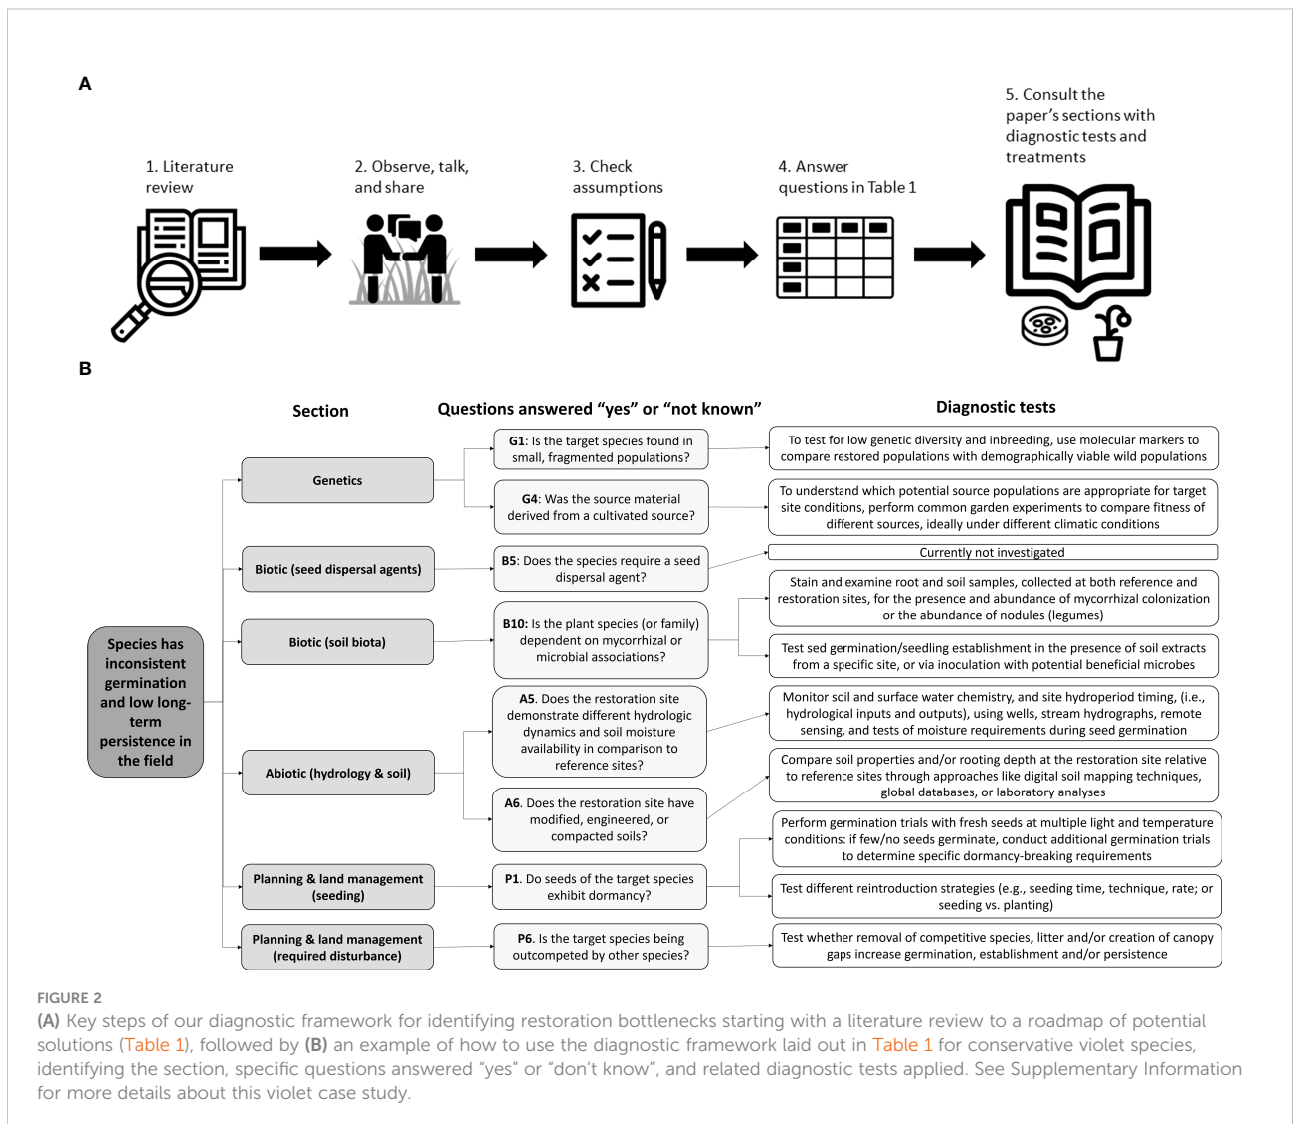 A
1. Literature
review
2. Observe, talk,
and share
3. Check
assumptions
4. Answer
questions in Table 1
5. Consult the
paper's sections with
diagnostic tests and
treatments
B
Section
Questions answered "yes" or "not known"
Diagnostic tests
Species has
inconsistent
germination
and low long-
term
persistence in
the field
Genetics
G1: Is the target species found in
small, fragmented populations?
To test for low genetic diversity and inbreeding, use molecular markers to
compare restored populations with demographically viable wild populations
G4: Was the source material
derived from a cultivated source?
To understand which potential source populations are appropriate for target
site conditions, perform common garden experiments to compare fitness of
different sources, ideally under different climatic conditions
Biotic (seed dispersal agents)
B5: Does the species require a seed
dispersal agent?
Currently not investigated
Biotic (soil biota)
B10: Is the plant species (or family)
dependent on mycorrhizal or
microbial associations?
Stain and examine root and soil samples, collected at both reference and
restoration sites, for the presence and abundance of mycorrhizal colonization
or the abundance of nodules (legumes)
Test sed germination/seedling establishment in the presence of soil extracts
from a specific site, or via inoculation with potential beneficial microbes
Abiotic (hydrology & soil)
A5. Does the restoration site
demonstrate different hydrologic
dynamics and soil moisture
availability in comparison to
reference sites?
Monitor soil and surface water chemistry, and site hydroperiod timing, (i.e.,
hydrological inputs and outputs), using wells, stream hydrographs, remote
sensing, and tests of moisture requirements during seed germination
A6. Does the restoration site have
modified, engineered, or
compacted soils?
Compare soil properties and/or rooting depth at the restoration site relative
to reference sites through approaches like digital soil mapping techniques,
global databases, or laboratory analyses
Planning & land management
(seeding)
P1. Do seeds of the target species
exhibit dormancy?
Perform germination trials with fresh seeds at multiple light and temperature
conditions: if few/no seeds germinate, conduct additional germination trials
to determine specific dormancy-breaking requirements
Test different reintroduction strategies (e.g., seeding time, technique, rate; or
seeding vs. planting)
Planning & land management
(required disturbance)
P6. Is the target species being
outcompeted by other species?
Test whether removal of competitive species, litter and/or creation of canopy
gaps increase germination, establishment and/or persistence
FIGURE 2
(A) Key steps of our diagnostic framework for identifying restoration bottlenecks starting with a literature review to a roadmap of potential
solutions (Table 1), followed by (B) an example of how to use the diagnostic framework laid out in Table 1 for conservative violet species,
identifying the section, specific questions answered "yes" or "don't know", and related diagnostic tests applied. See Supplementary Information
for more details about this violet case study.